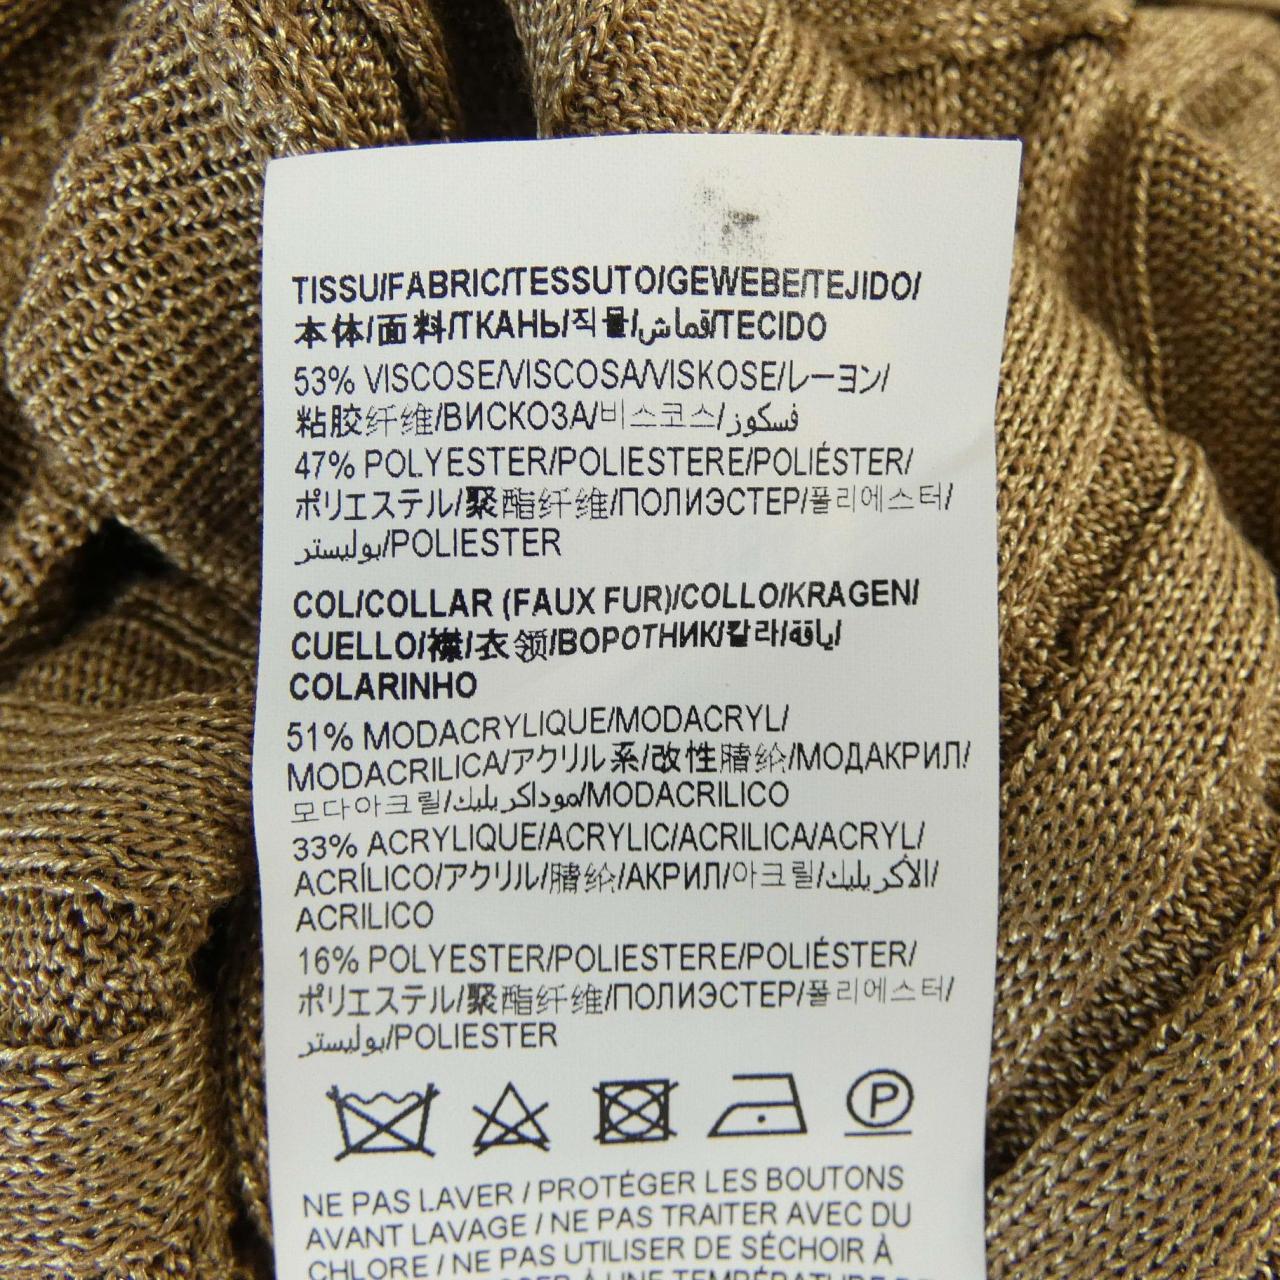 TISSU/FABRIC/TESSUTO/GEWEBE/TEJIDO/
本体/面料/ТКАНЬ/직물/قماش/TECIDO
53% VISCOSE/VISCOSA/VISKOSE/レーヨン/
粘胶纤维/ВИСКОЗА/비스코스/فسكوز
47% POLYESTER/POLIESTERE/POLIÉSTER/
ポリエステル/聚酯纤维/ПОЛИЭСТЕР/폴리에스터/
بوليستر/POLIESTER
COL/COLLAR (FAUX FUR)/COLLO/KRAGEN/
CUELLO/襟/衣领/ВОРОТНИК/칼라/ياقة/
COLARINHO
51% MODACRYLIQUE/MODACRYL/
MODACRILICA/アクリル系/改性腈纶/МОДАКРИЛ/
모다아크릴/موداكريليك/MODACRILICO
33% ACRYLIQUE/ACRYLIC/ACRILICA/ACRYL/
ACRÍLICO/アクリル/腈纶/АКРИЛ/아크릴/الأكريليك/
ACRILICO
16% POLYESTER/POLIESTERE/POLIÉSTER/
ポリエステル/聚酯纤维/ПОЛИЭСТЕР/폴리에스터/
بوليستر/POLIESTER
P
NE PAS LAVER / PROTÉGER LES BOUTONS
AVANT LAVAGE / NE PAS TRAITER AVEC DU
CHLORE / NE PAS UTILISER DE SÉCHOIR À
À UNE TEMPÉRATURE DE